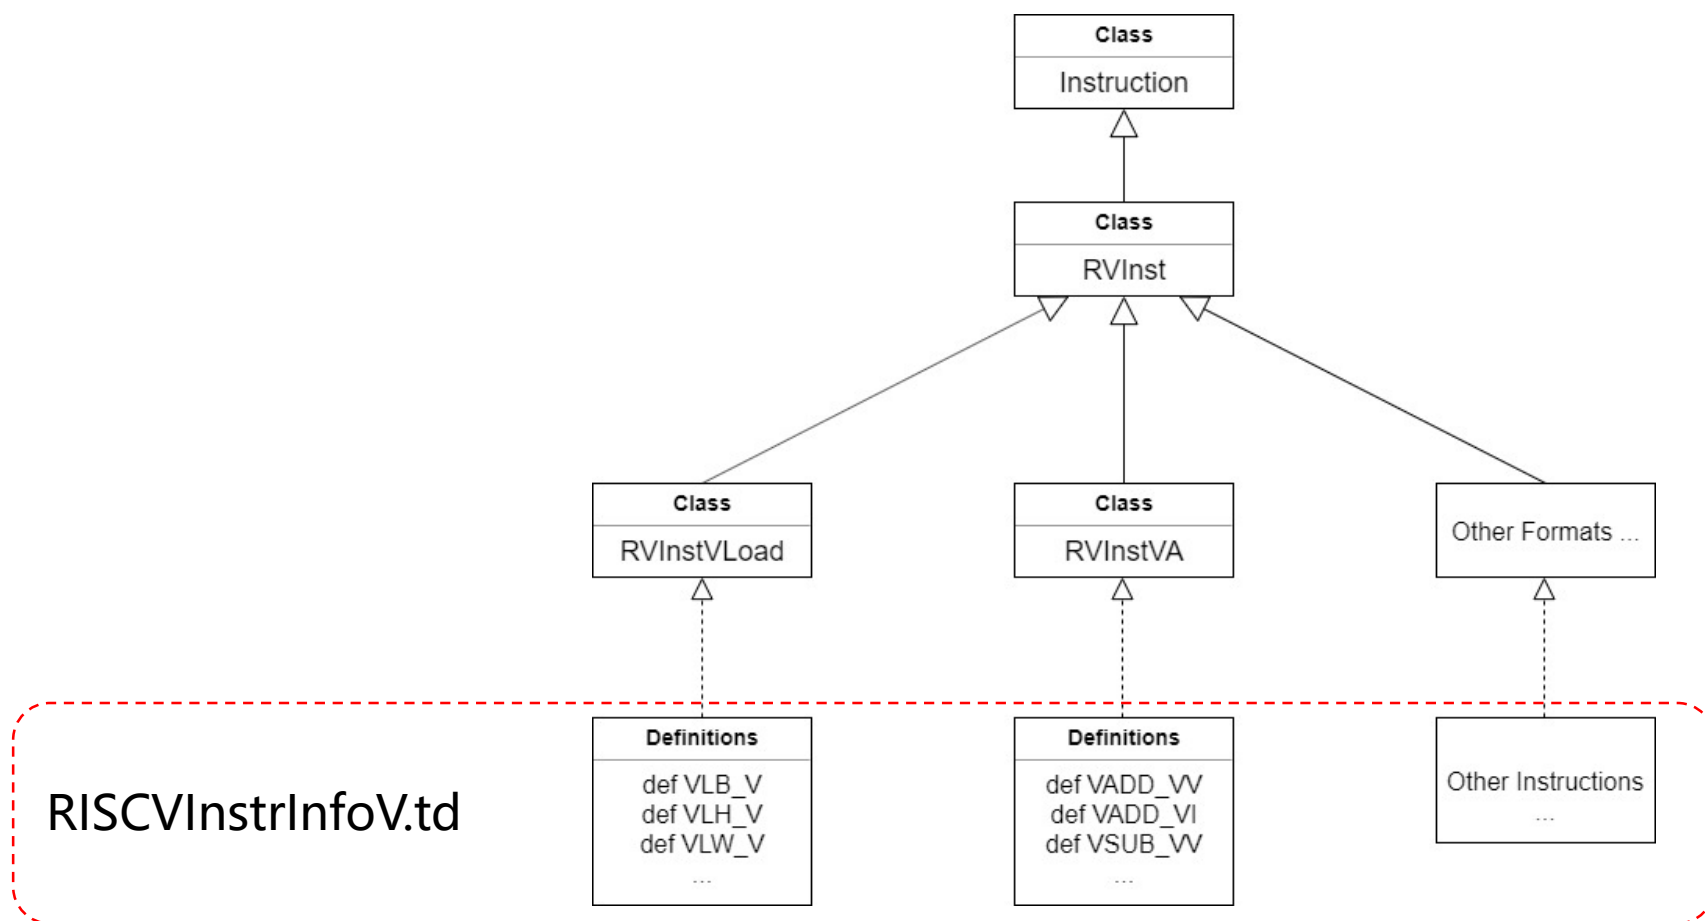 Class
Instruction
Class
RVInst
Class
RVInstVLoad
Class
RVInstVA
Other Formats ...
RISCVInstrInfoV.td
Definitions
def VLB_V
def VLH_V
def VLW_V
...
Definitions
def VADD_VV
def VADD_VI
def VSUB_VV
...
Other Instructions
...